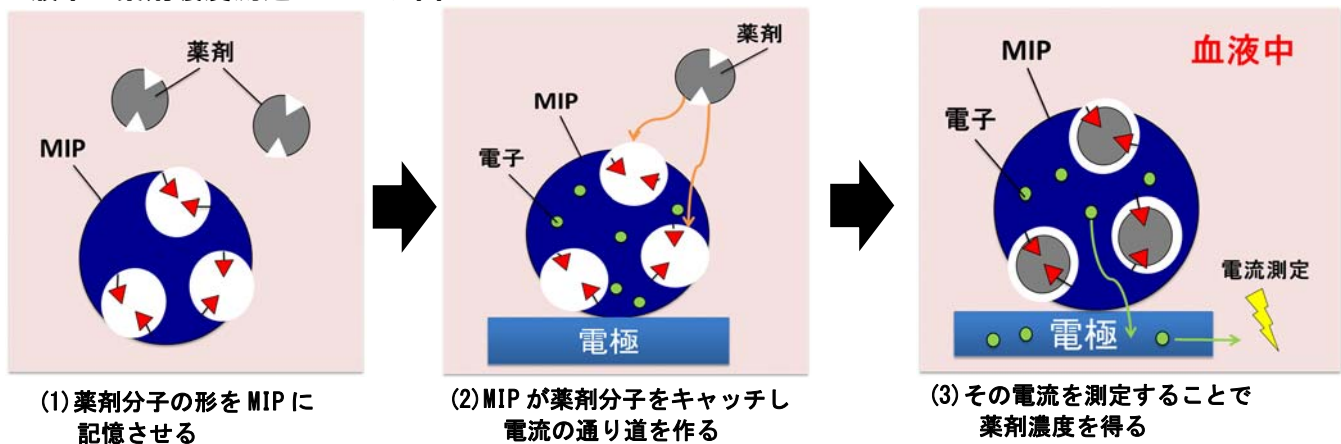 薬剤
MIP
薬剤
MIP
電子
電極
血液中
MIP
電子
電流測定
電極
(1)薬剤分子の形をMIPに
記憶させる
(2)MIPが薬剤分子をキャッチし
電流の通り道を作る
(3)その電流を測定することで
薬剤濃度を得る